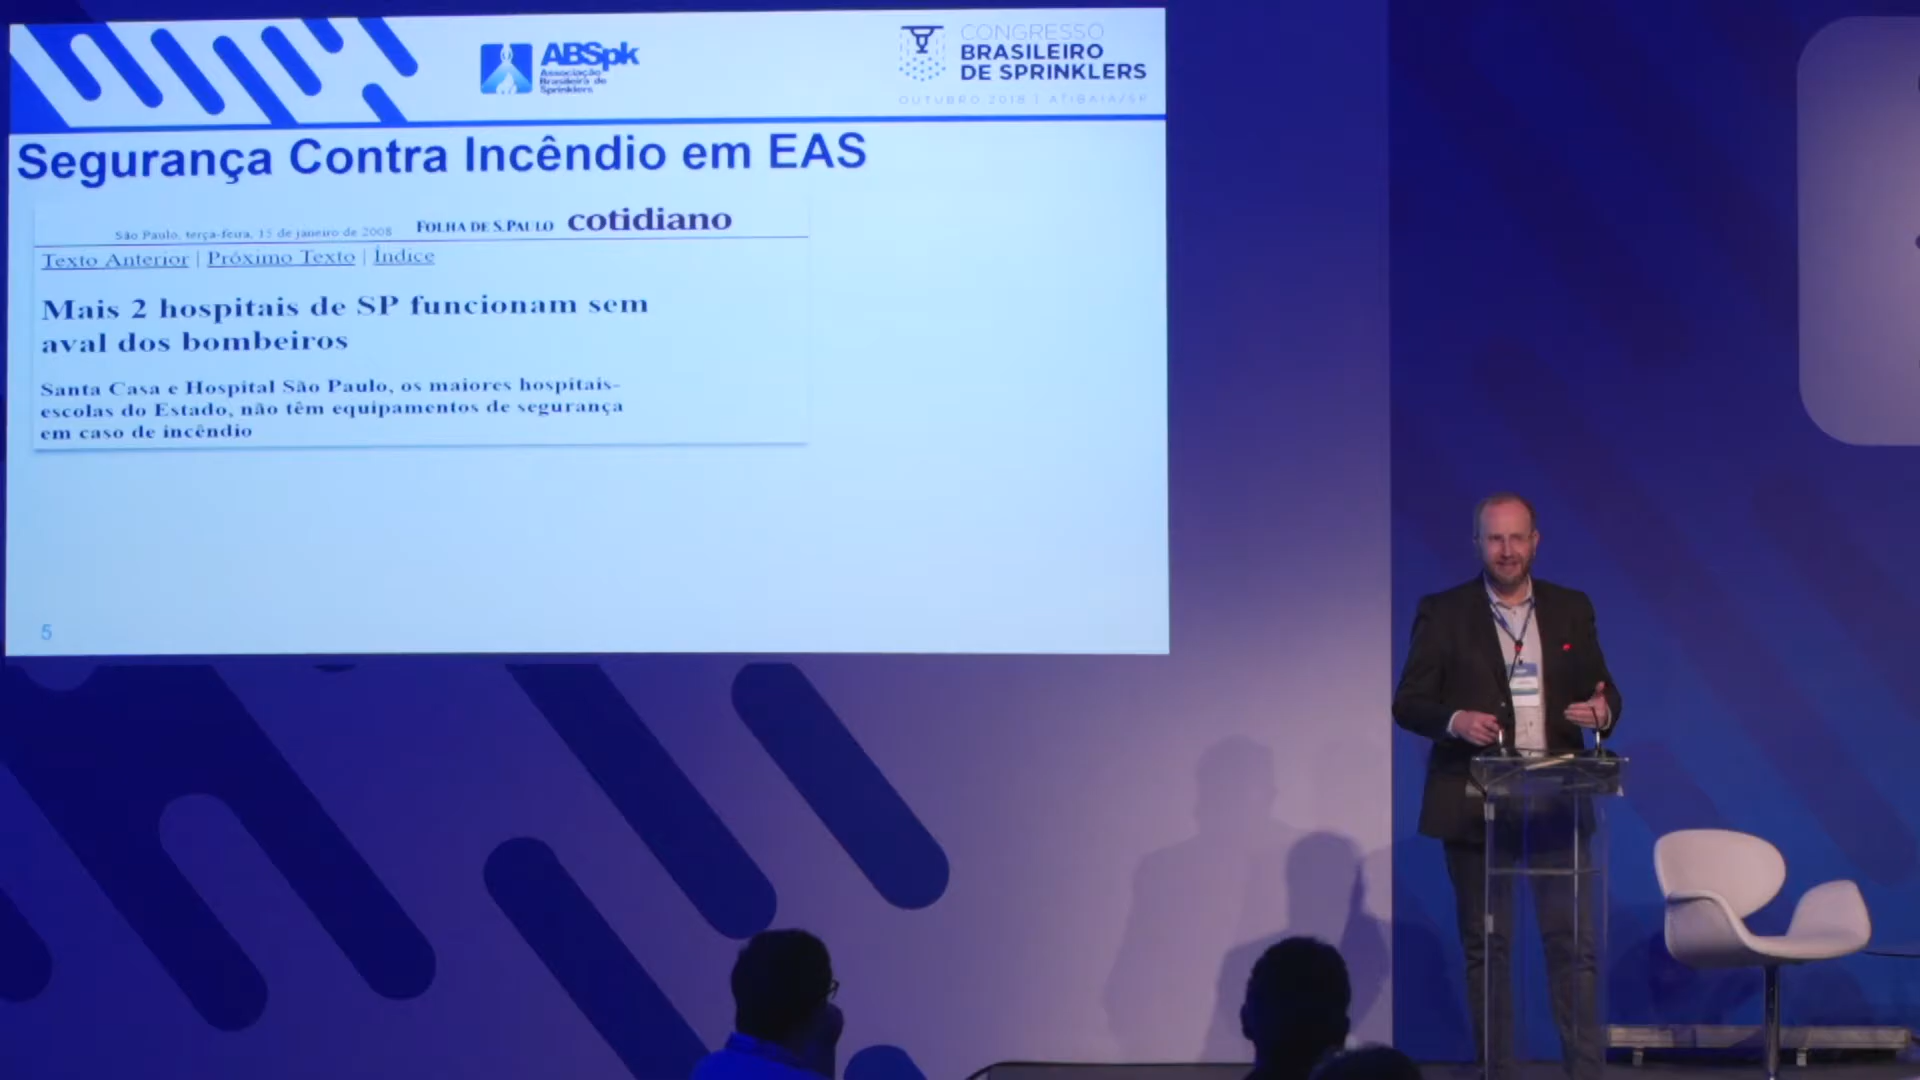 ABSpk
Associação
Brasileira de
Sprinklers
CONGRESSO
BRASILEIRO
DE SPRINKLERS
OUTUBRO 2018 | ATIBAIA/SP
Segurança Contra Incêndio em EAS
São Paulo, terça-feira, 15 de janeiro de 2008 FOLHA DE S.PAULO cotidiano
Texto Anterior | Próximo Texto | Índice
Mais 2 hospitais de SP funcionam sem
aval dos bombeiros
Santa Casa e Hospital São Paulo, os maiores hospitais-
escolas do Estado, não têm equipamentos de segurança
em caso de incêndio
5